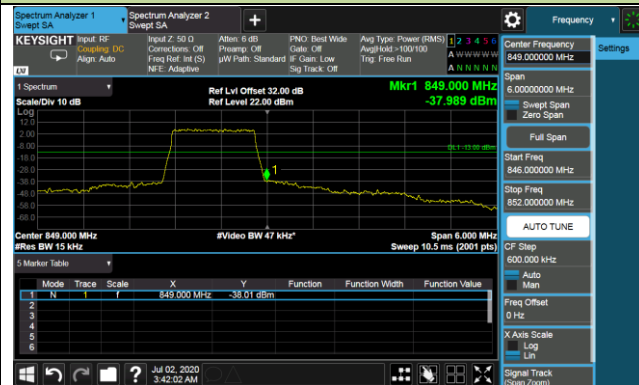 Spectrum Analyzer 1
Swept SA
Spectrum Analyzer 2
Swept SA
+
Frequency
KEYSIGHT
Input: RF
Coupling: DC
Align: Auto
Input Z: 50 Ω
Corrections: Off
Freq Ref: Int (S)
NFE: Adaptive
Atten: 6 dB
Preamp: Off
µW Path: Standard
PNO: Best Wide
Gate: Off
IF Gain: Low
Sig Track: Off
Avg Type: Power (RMS)
Avg|Hold:>100/100
Trig: Free Run
1 2 3 4 5 6
A W W W W W
A N N N N N
LXI
1 Spectrum
Scale/Div 10 dB
Ref Lvl Offset 32.00 dB
Ref Level 22.00 dBm
Mkr1 849.000 MHz
-37.989 dBm
Log
12.0
2.00
-8.00
-18.0
-28.0
-38.0
-48.0
-58.0
-68.0
DL1 -13.00 dBm
1
Center 849.000 MHz
#Res BW 15 kHz
#Video BW 47 kHz*
Span 6.000 MHz
Sweep 10.5 ms (2001 pts)
5 Marker Table
Mode Trace Scale X Y Function Function Width Function Value
1 N 1 f 849.000 MHz -38.01 dBm
2
3
4
5
6
Jul 02, 2020
3:42:02 AM
Center Frequency
849.000000 MHz
Settings
Span
6.00000000 MHz
Swept Span
Zero Span
Full Span
Start Freq
846.000000 MHz
Stop Freq
852.000000 MHz
AUTO TUNE
CF Step
600.000 kHz
Auto
Man
Freq Offset
0 Hz
X Axis Scale
Log
Lin
Signal Track
(Span Zoom)